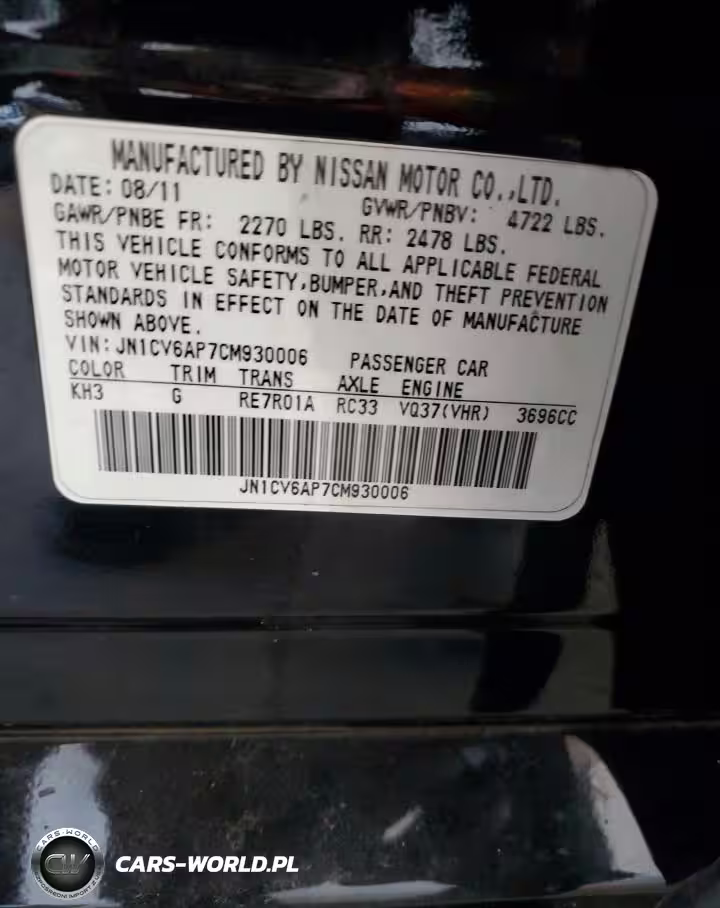 MANUFACTURED BY NISSAN MOTOR CO.,LTD.
DATE: 08/11 GVWR/PNBV: 4722 LBS.
GAWR/PNBE FR: 2270 LBS. RR: 2478 LBS.
THIS VEHICLE CONFORMS TO ALL APPLICABLE FEDERAL
MOTOR VEHICLE SAFETY,BUMPER,AND THEFT PREVENTION
STANDARDS IN EFFECT ON THE DATE OF MANUFACTURE
SHOWN ABOVE.
VIN: JN1CV6AP7CM930006 PASSENGER CAR
COLOR TRIM TRANS AXLE ENGINE
KH3 G RE7R01A RC33 VQ37(VHR) 3696CC
JN1CV6AP7CM930006
CARS-WORLD
CW
CARS-WORLD.PL